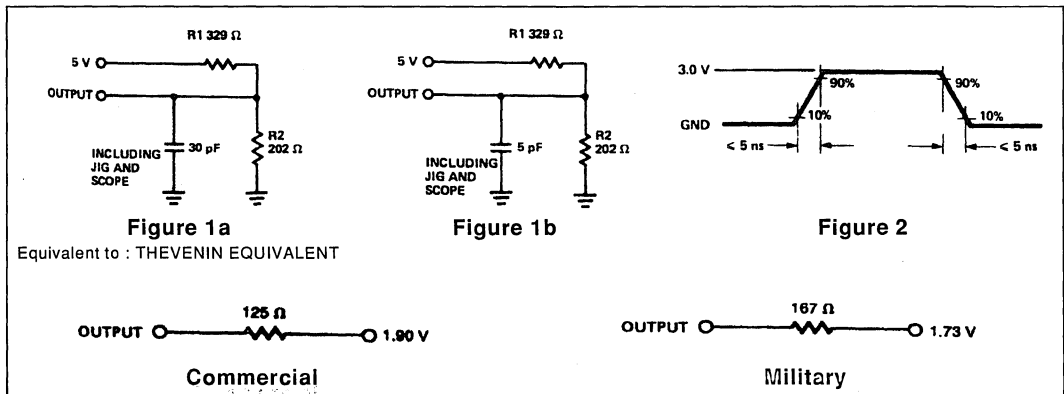 R1 329 Ω
5 V
OUTPUT
INCLUDING
JIG AND
SCOPE
30 pF
R2
202 Ω
Figure 1a
R1 329 Ω
5 V
OUTPUT
INCLUDING
JIG AND
SCOPE
5 pF
R2
202 Ω
Figure 1b
3.0 V
90%
90%
10%
10%
GND
< 5 ns
< 5 ns
Figure 2
Equivalent to : THEVENIN EQUIVALENT
125 Ω
OUTPUT
1.90 V
Commercial
167 Ω
OUTPUT
1.73 V
Military